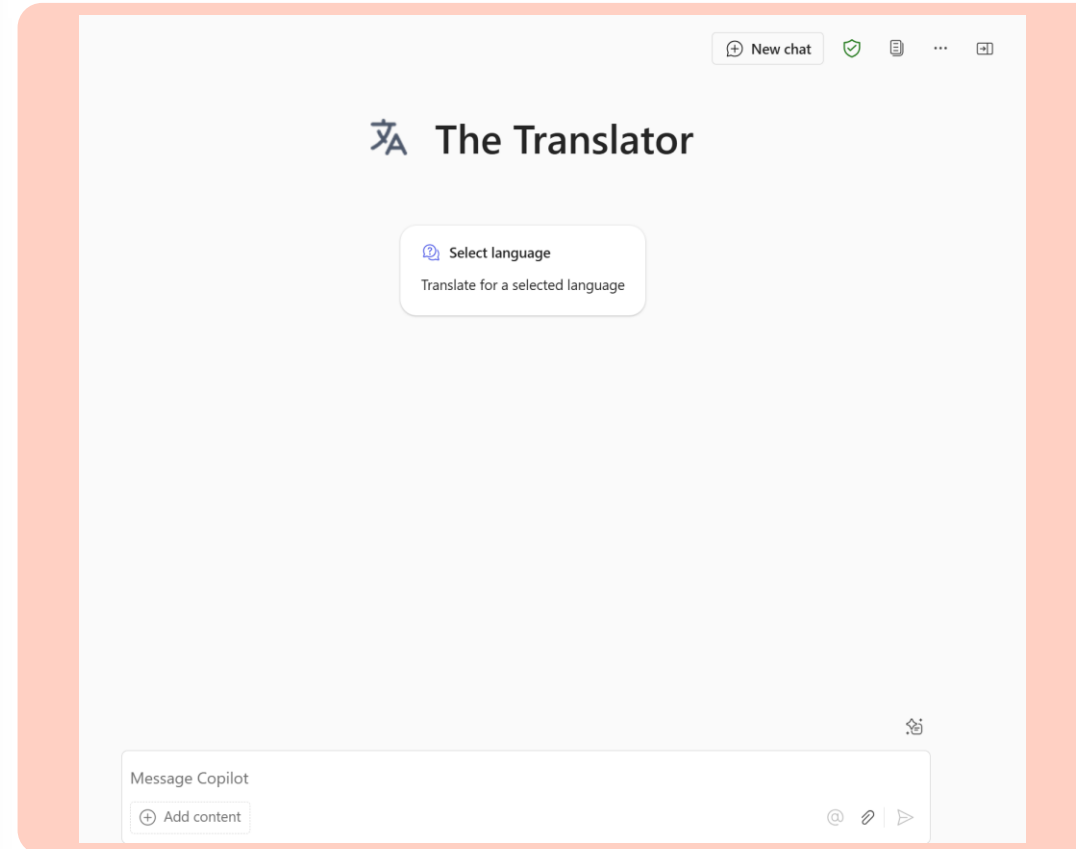 New chat
The Translator
Select language
Translate for a selected language
Message Copilot
Add content